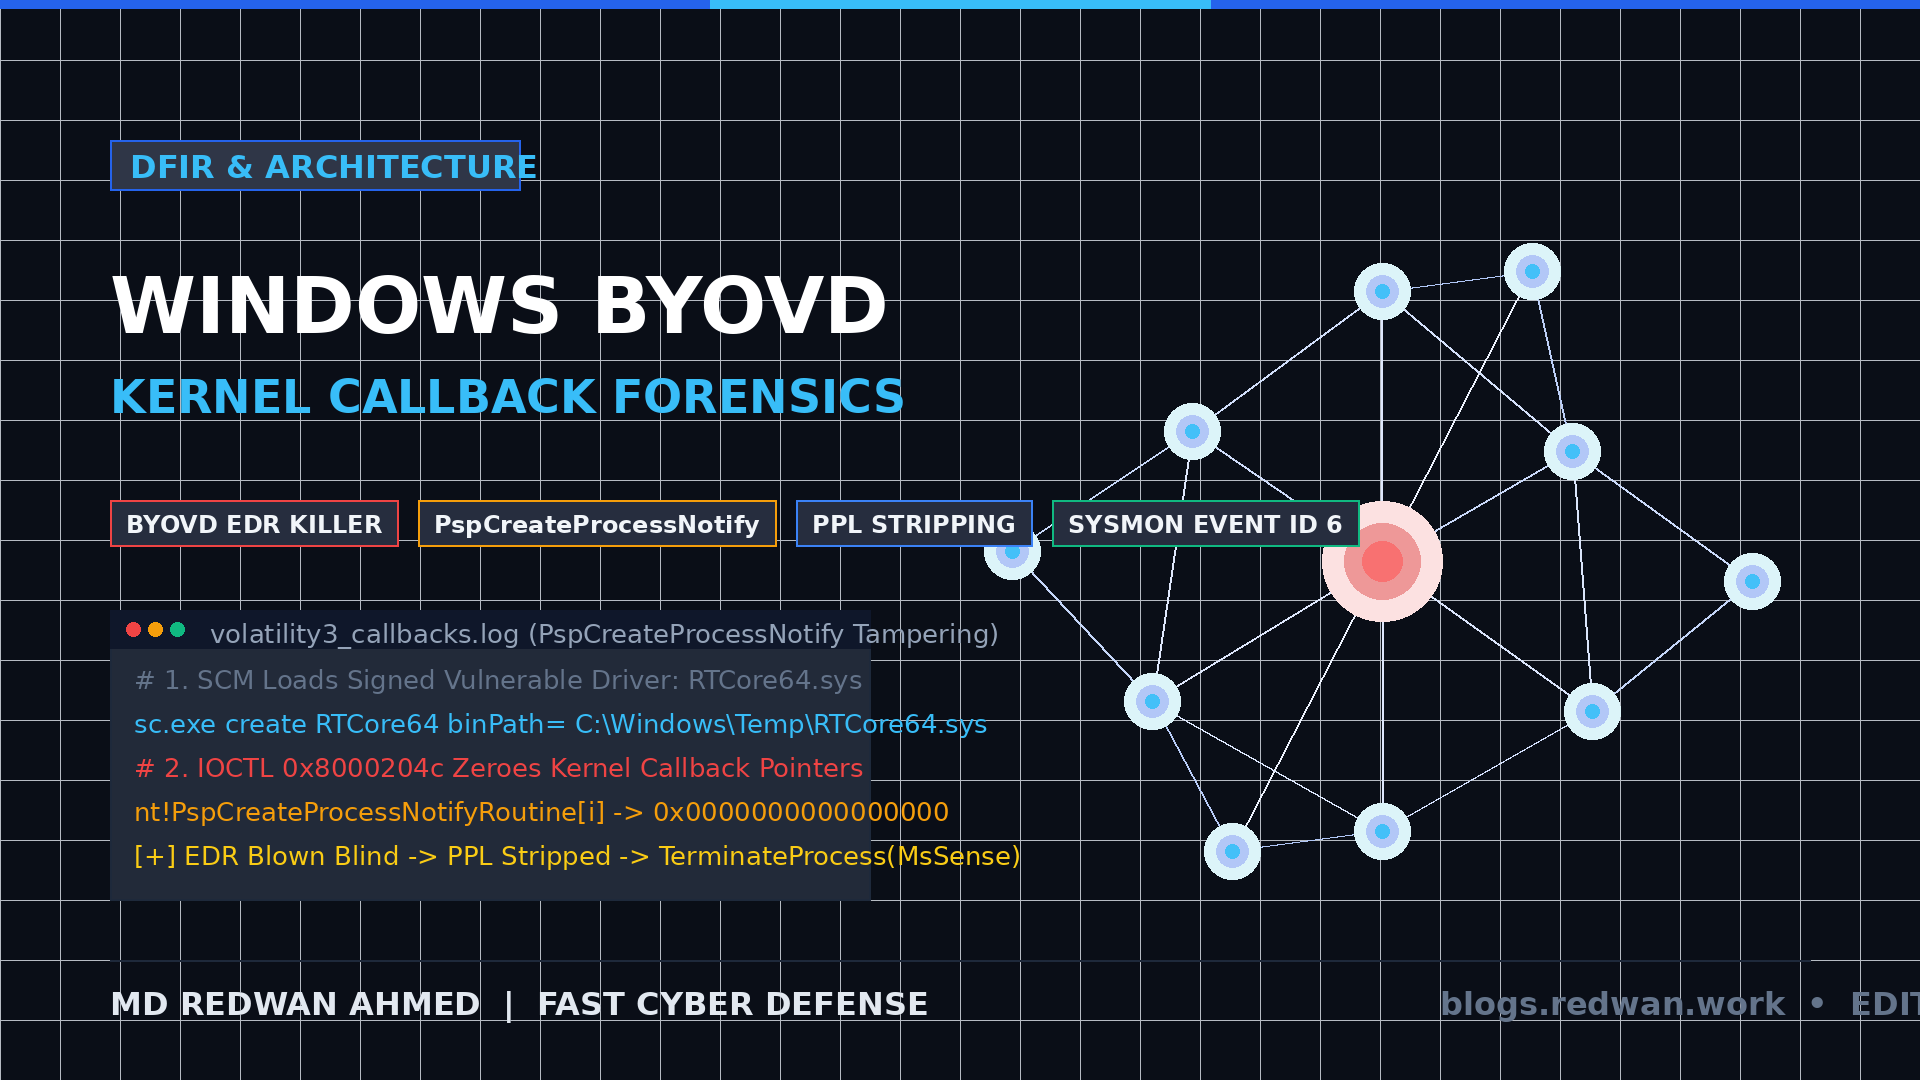 DFIR & ARCHITECTURE
WINDOWS BYOVD
KERNEL CALLBACK FORENSICS
BYOVD EDR KILLER
PspCreateProcessNotify
PPL STRIPPING
SYSMON EVENT ID 6
volatility3_callbacks.log (PspCreateProcessNotify Tampering)
# 1. SCM Loads Signed Vulnerable Driver: RTCore64.sys
sc.exe create RTCore64 binPath= C:\Windows\Temp\RTCore64.sys
# 2. IOCTL 0x8000204c Zeroes Kernel Callback Pointers
nt!PspCreateProcessNotifyRoutine[i] -> 0x0000000000000000
[+] EDR Blown Blind -> PPL Stripped -> TerminateProcess(MsSense)
MD REDWAN AHMED | FAST CYBER DEFENSE
blogs.redwan.work •